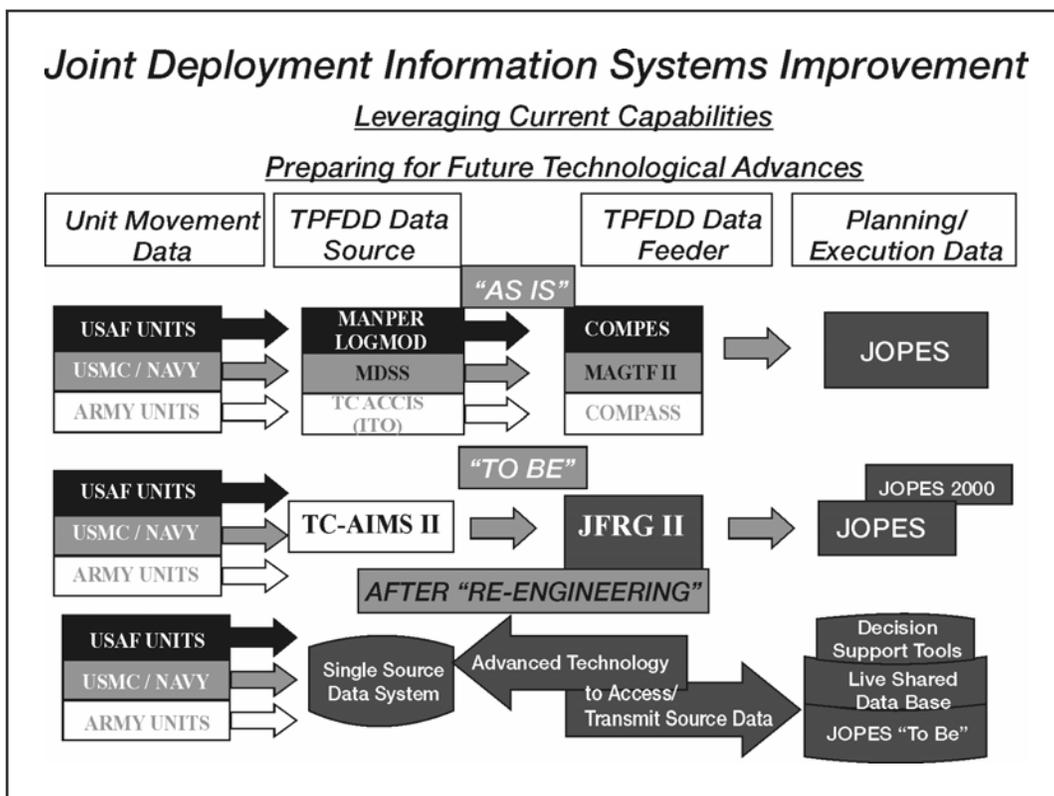 Joint Deployment Information Systems Improvement
Leveraging Current Capabilities
Preparing for Future Technological Advances
Unit Movement
Data
TPFDD Data
Source
TPFDD Data
Feeder
Planning/
Execution Data
“AS IS”
USAF UNITS
USMC / NAVY
ARMY UNITS
MANPER
LOGMOD
MDSS
TC ACCIS
(ITO)
COMPES
MAGTF II
COMPASS
JOPES
“TO BE”
USAF UNITS
USMC / NAVY
ARMY UNITS
TC-AIMS II
JFRG II
JOPES 2000
JOPES
AFTER “RE-ENGINEERING”
USAF UNITS
USMC / NAVY
ARMY UNITS
Single Source
Data System
Advanced Technology
to Access/
Transmit Source Data
Decision
Support Tools
Live Shared
Data Base
JOPES “To Be”